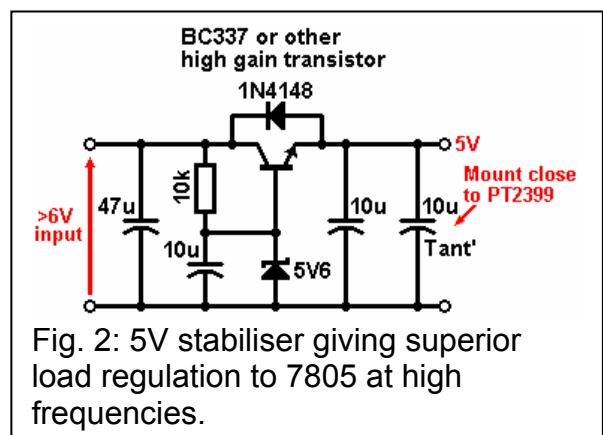 BC337 or other
high gain transistor
1N4148
5V
Mount close
to PT2399
>6V
input
47u
10k
10u
5V6
10u
10u
Tant'
Fig. 2: 5V stabiliser giving superior
load regulation to 7805 at high
frequencies.